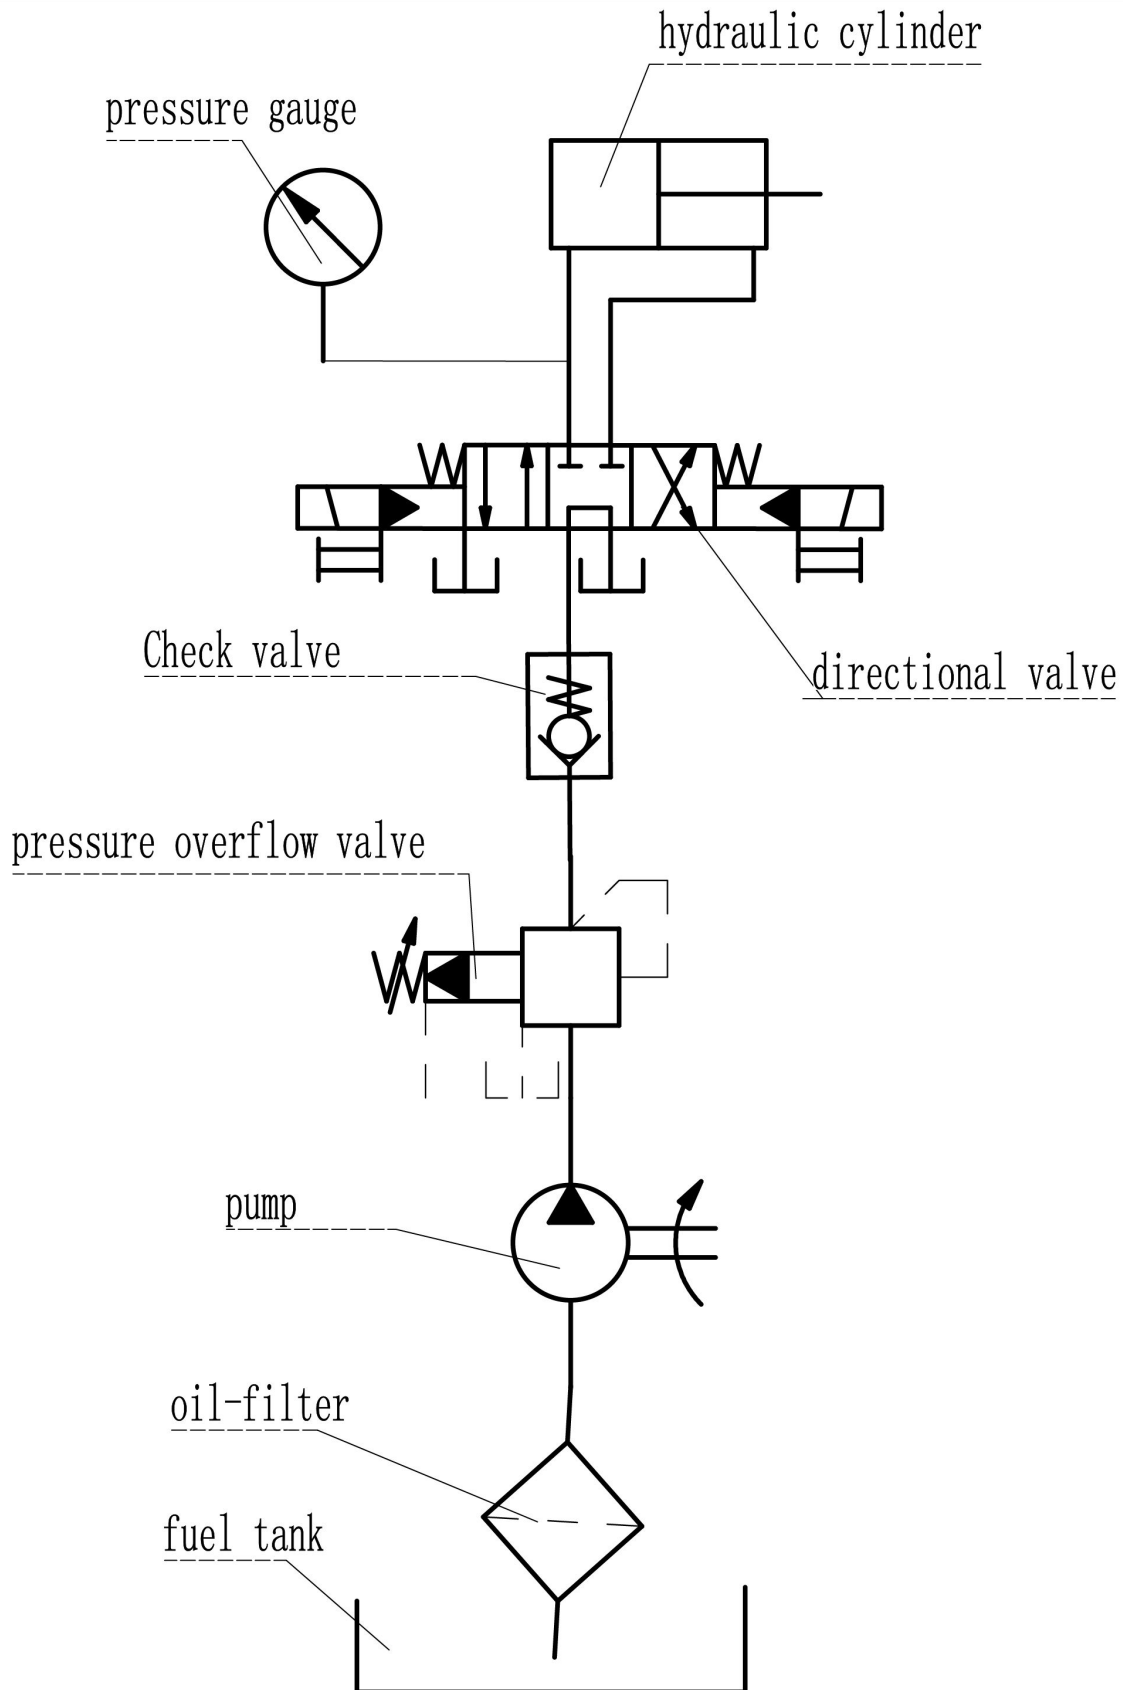 hydraulic cylinder
pressure gauge
Check valve
directional valve
pressure overflow valve
pump
oil-filter
fuel tank